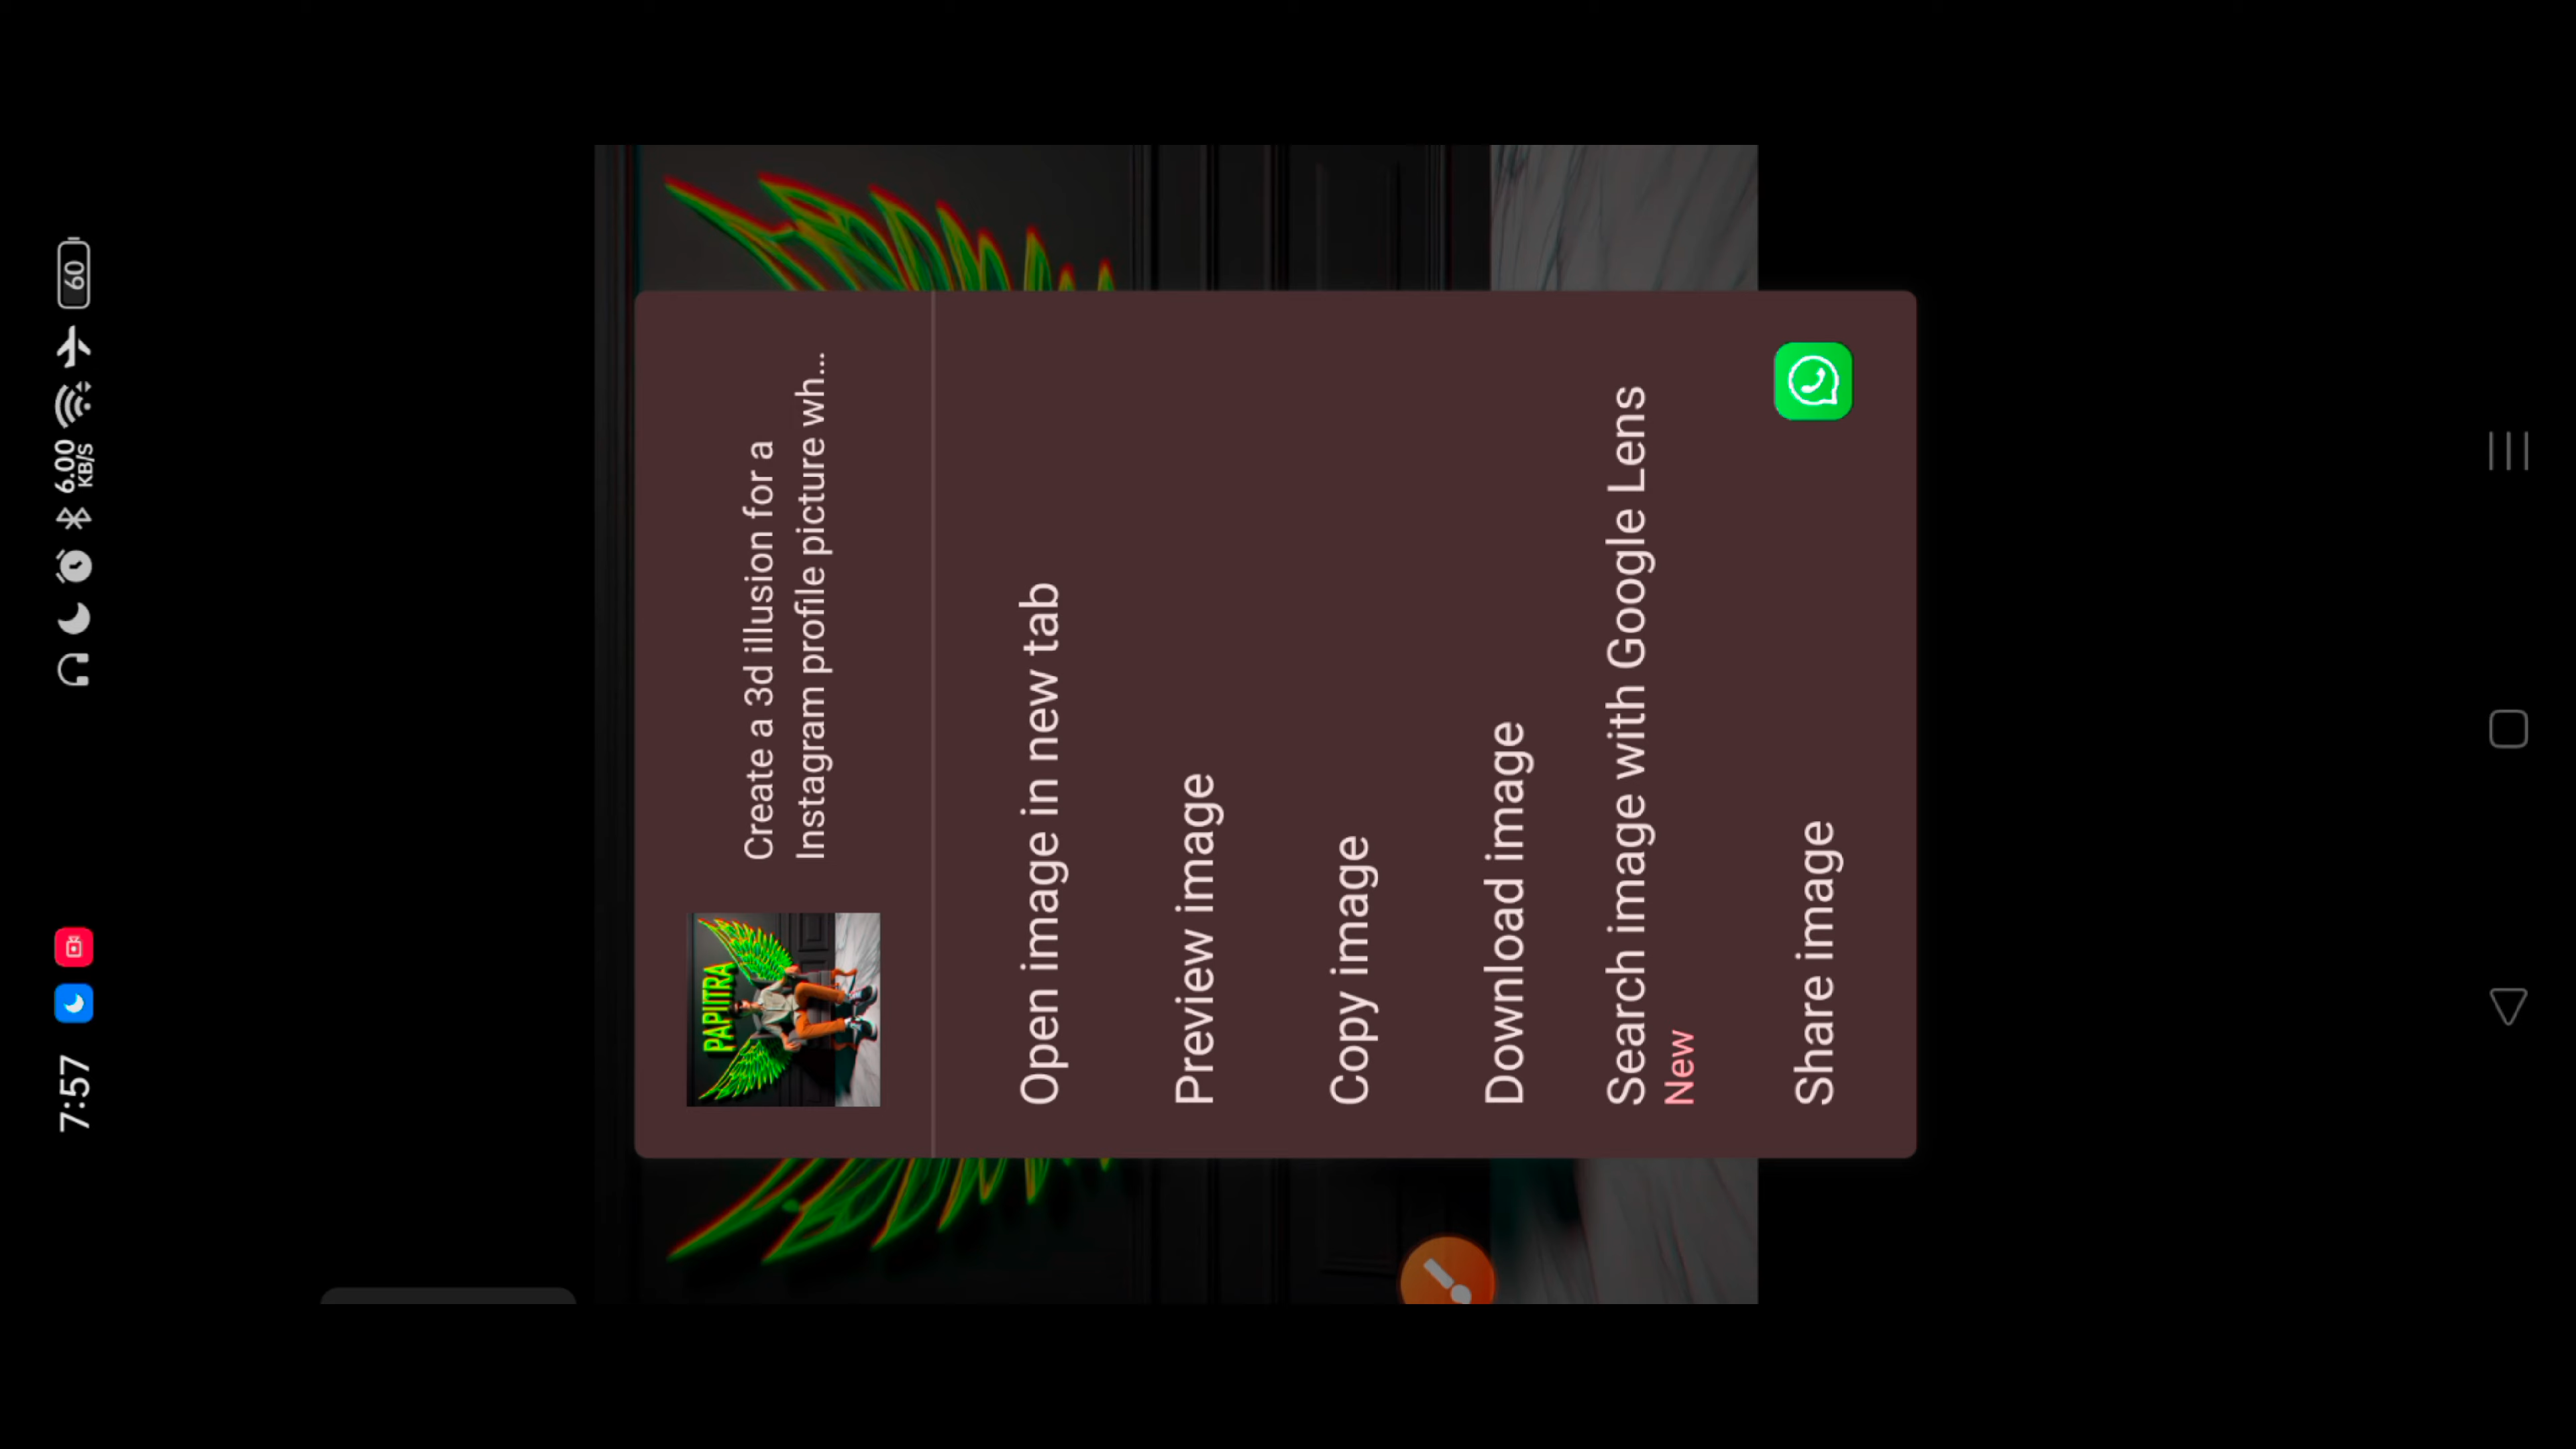 7:57
6.00
KB/S
60
PAPITRA
Create a 3d illusion for a
Instagram profile picture wh...
Open image in new tab
Preview image
Copy image
Download image
Search image with Google Lens
New
Share image